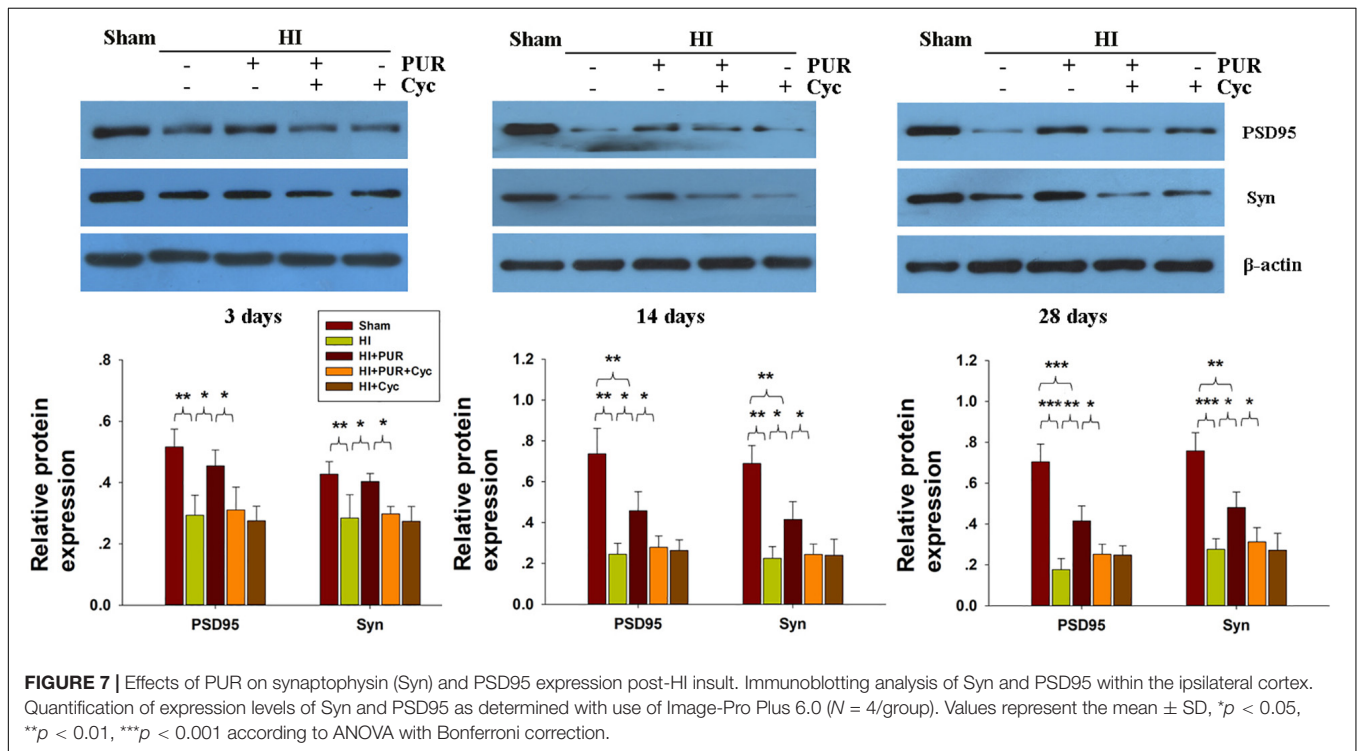 Sham HI Sham HI Sham HI
- + + - PUR - + + - PUR - + + - PUR
- - + + Cyc - - + + Cyc - - + + Cyc
PSD95
Syn
β-actin
3 days 14 days 28 days
Sham
HI
HI+PUR
HI+PUR+Cyc
HI+Cyc
Relative protein
expression
.8
.6
.4
.2
0.0
** * *
** * *
PSD95 Syn
Relative protein
expression
1.2
1.0
.8
.6
.4
.2
0.0
**
** * *
**
** * *
PSD95 Syn
Relative protein
expression
1.2
1.0
.8
.6
.4
.2
0.0
***
*** ** *
**
*** * *
PSD95 Syn
FIGURE 7 | Effects of PUR on synaptophysin (Syn) and PSD95 expression post-HI insult. Immunoblotting analysis of Syn and PSD95 within the ipsilateral cortex.
Quantification of expression levels of Syn and PSD95 as determined with use of Image-Pro Plus 6.0 (N = 4/group). Values represent the mean ± SD, *p < 0.05,
**p < 0.01, ***p < 0.001 according to ANOVA with Bonferroni correction.